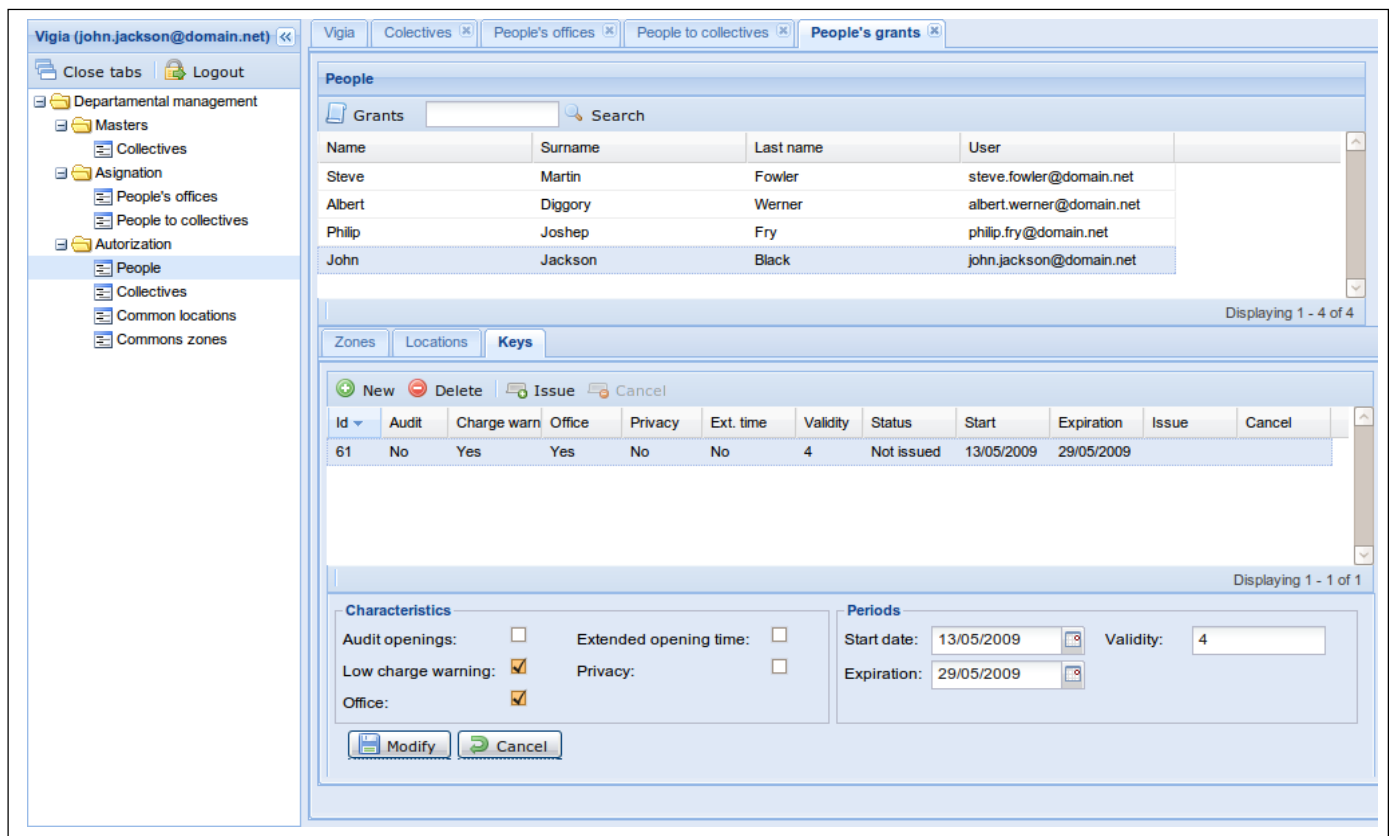 Vigia (john.jackson@domain.net)
Close tabs Logout
Departamental management
Masters
Collectives
Asignation
People's offices
People to collectives
Autorization
People
Collectives
Common locations
Commons zones
Vigia Colectives People's offices People to collectives People's grants
People
Grants Search
Name Surname Last name User
Steve Martin Fowler steve.fowler@domain.net
Albert Diggory Werner albert.werner@domain.net
Philip Joshep Fry philip.fry@domain.net
John Jackson Black john.jackson@domain.net
Displaying 1 - 4 of 4
Zones Locations Keys
New Delete Issue Cancel
Id Audit Charge warn Office Privacy Ext. time Validity Status Start Expiration Issue Cancel
61 No Yes Yes No No 4 Not issued 13/05/2009 29/05/2009
Displaying 1 - 1 of 1
Characteristics
Audit openings: Extended opening time:
Low charge warning: Privacy:
Office:
Periods
Start date: 13/05/2009 Validity: 4
Expiration: 29/05/2009
Modify Cancel